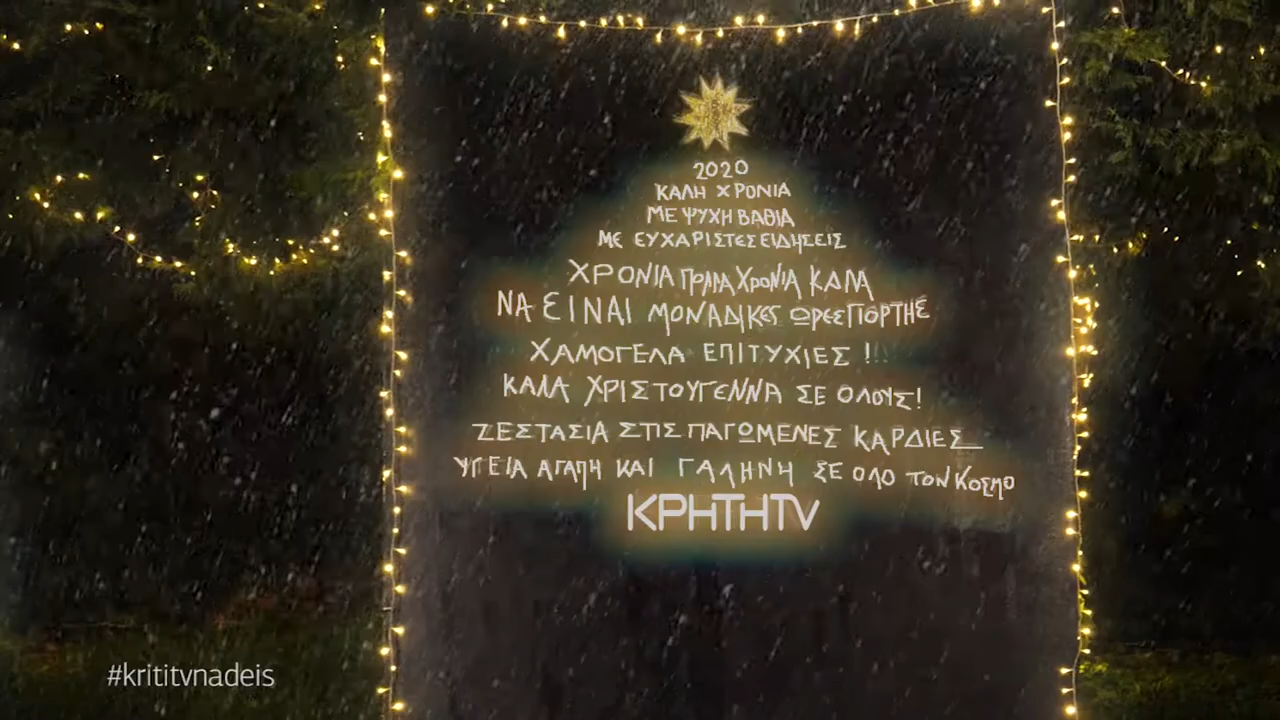 2020
ΚΑΛΗ ΧΡΟΝΙΑ
ΜΕ ΨΥΧΗ ΒΑΘΙΑ
ΜΕ ΕΥΧΑΡΙΣΤΕΣ ΕΙΔΗΣΕΙΣ
ΧΡΟΝΙΑ ΠΟΛΛΑ ΧΡΟΝΙΑ ΚΑΛΑ
ΝΑ ΕΙΝΑΙ ΜΟΝΑΔΙΚΕΣ ΩΡΕΣ ΓΙΟΡΤΗΣ
ΧΑΜΟΓΕΛΑ ΕΠΙΤΥΧΙΕΣ !
ΚΑΛΑ ΧΡΙΣΤΟΥΓΕΝΝΑ ΣΕ ΟΛΟΥΣ!
ΖΕΣΤΑΣΙΑ ΣΤΙΣ ΠΑΓΩΜΕΝΕΣ ΚΑΡΔΙΕΣ
ΥΓΕΙΑ ΑΓΑΠΗ ΚΑΙ ΓΑΛΗΝΗ ΣΕ ΟΛΟ ΤΟΝ ΚΟΣΜΟ
ΚΡΗΤΗTV
#krititvnadeis